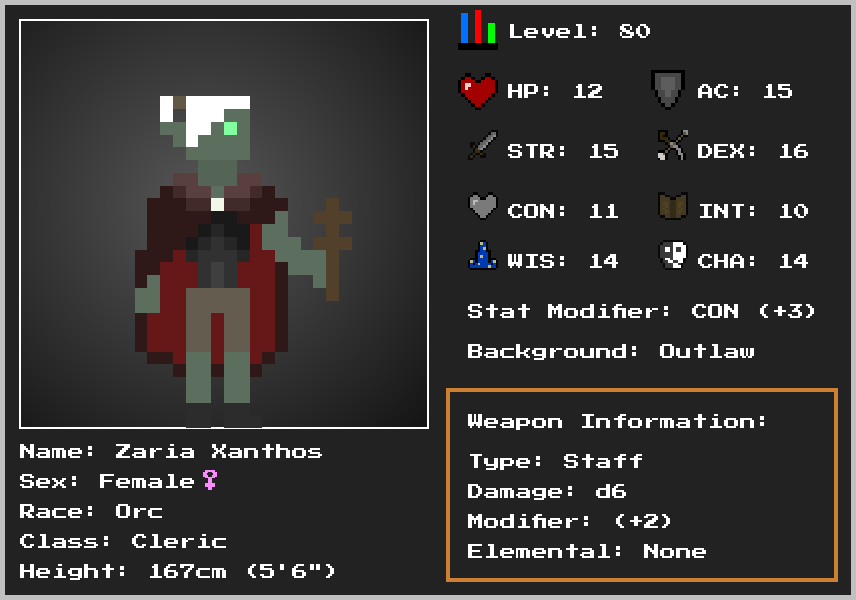 Level: 80
HP: 12
AC: 15
STR: 15
DEX: 16
CON: 11
INT: 10
WIS: 14
CHA: 14
Stat Modifier: CON (+3)
Background: Outlaw
Weapon Information:
Type: Staff
Damage: d6
Modifier: (+2)
Elemental: None
Name: Zaria Xanthos
Sex: Female♀
Race: Orc
Class: Cleric
Height: 167cm (5'6")